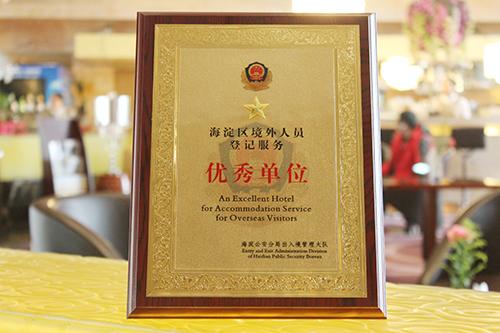 海淀区境外人员
登记服务
优秀单位
An Excellent Hotel
for Accommodation Service
for Overseas Visitors
海淀公安分局出入境管理大队
Entry and Exit Administration Division
of Haidian Public Security Bureau